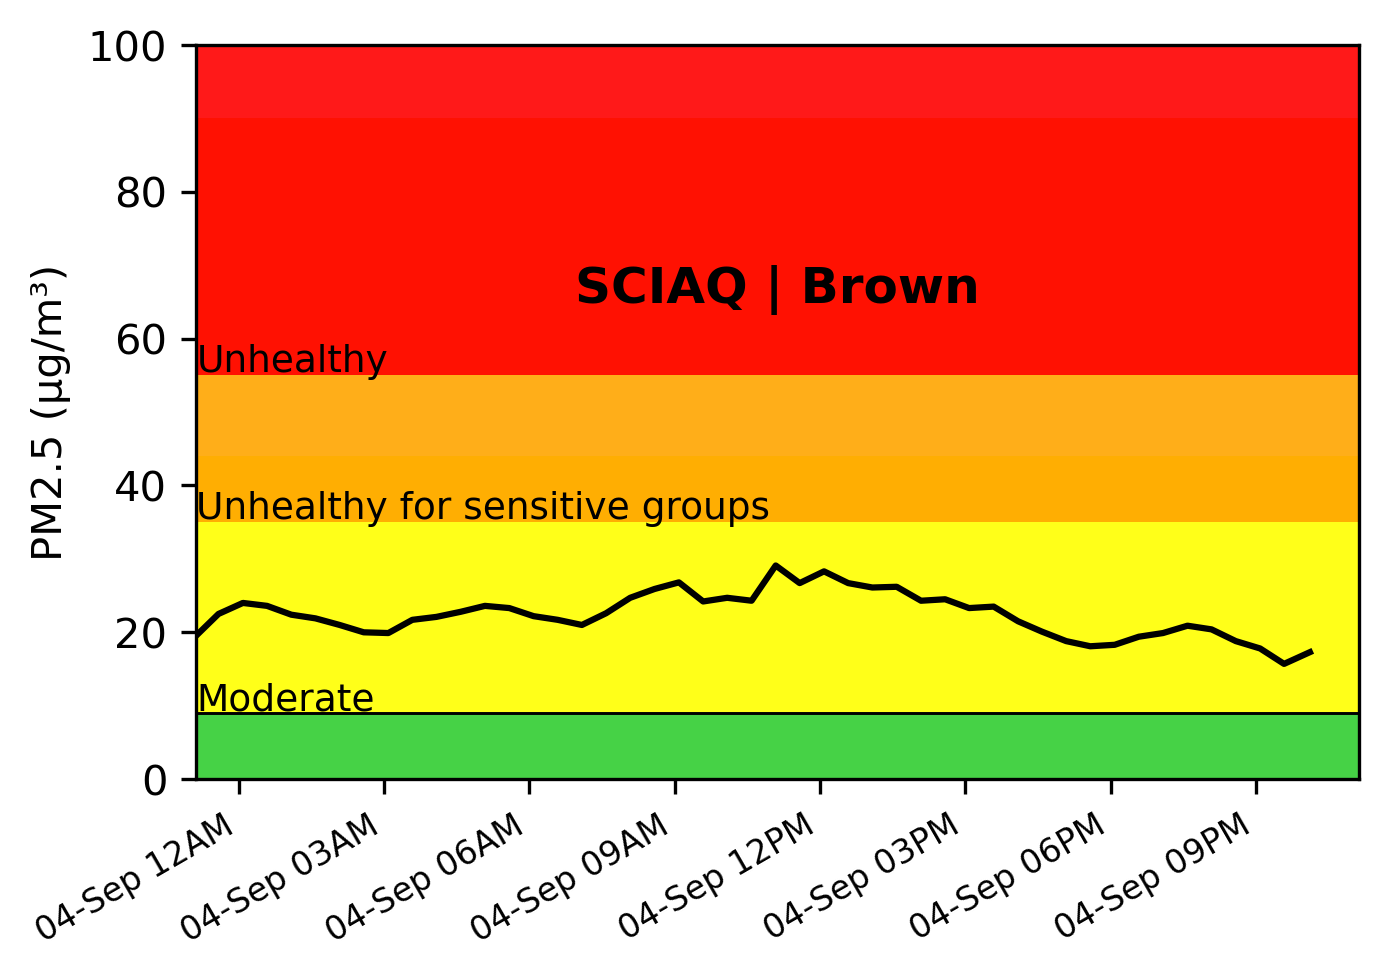 100
80
60
40
20
0
PM2.5 (µg/m³)
SCIAQ | Brown
Unhealthy
Unhealthy for sensitive groups
Moderate
04-Sep 12AM
04-Sep 03AM
04-Sep 06AM
04-Sep 09AM
04-Sep 12PM
04-Sep 03PM
04-Sep 06PM
04-Sep 09PM